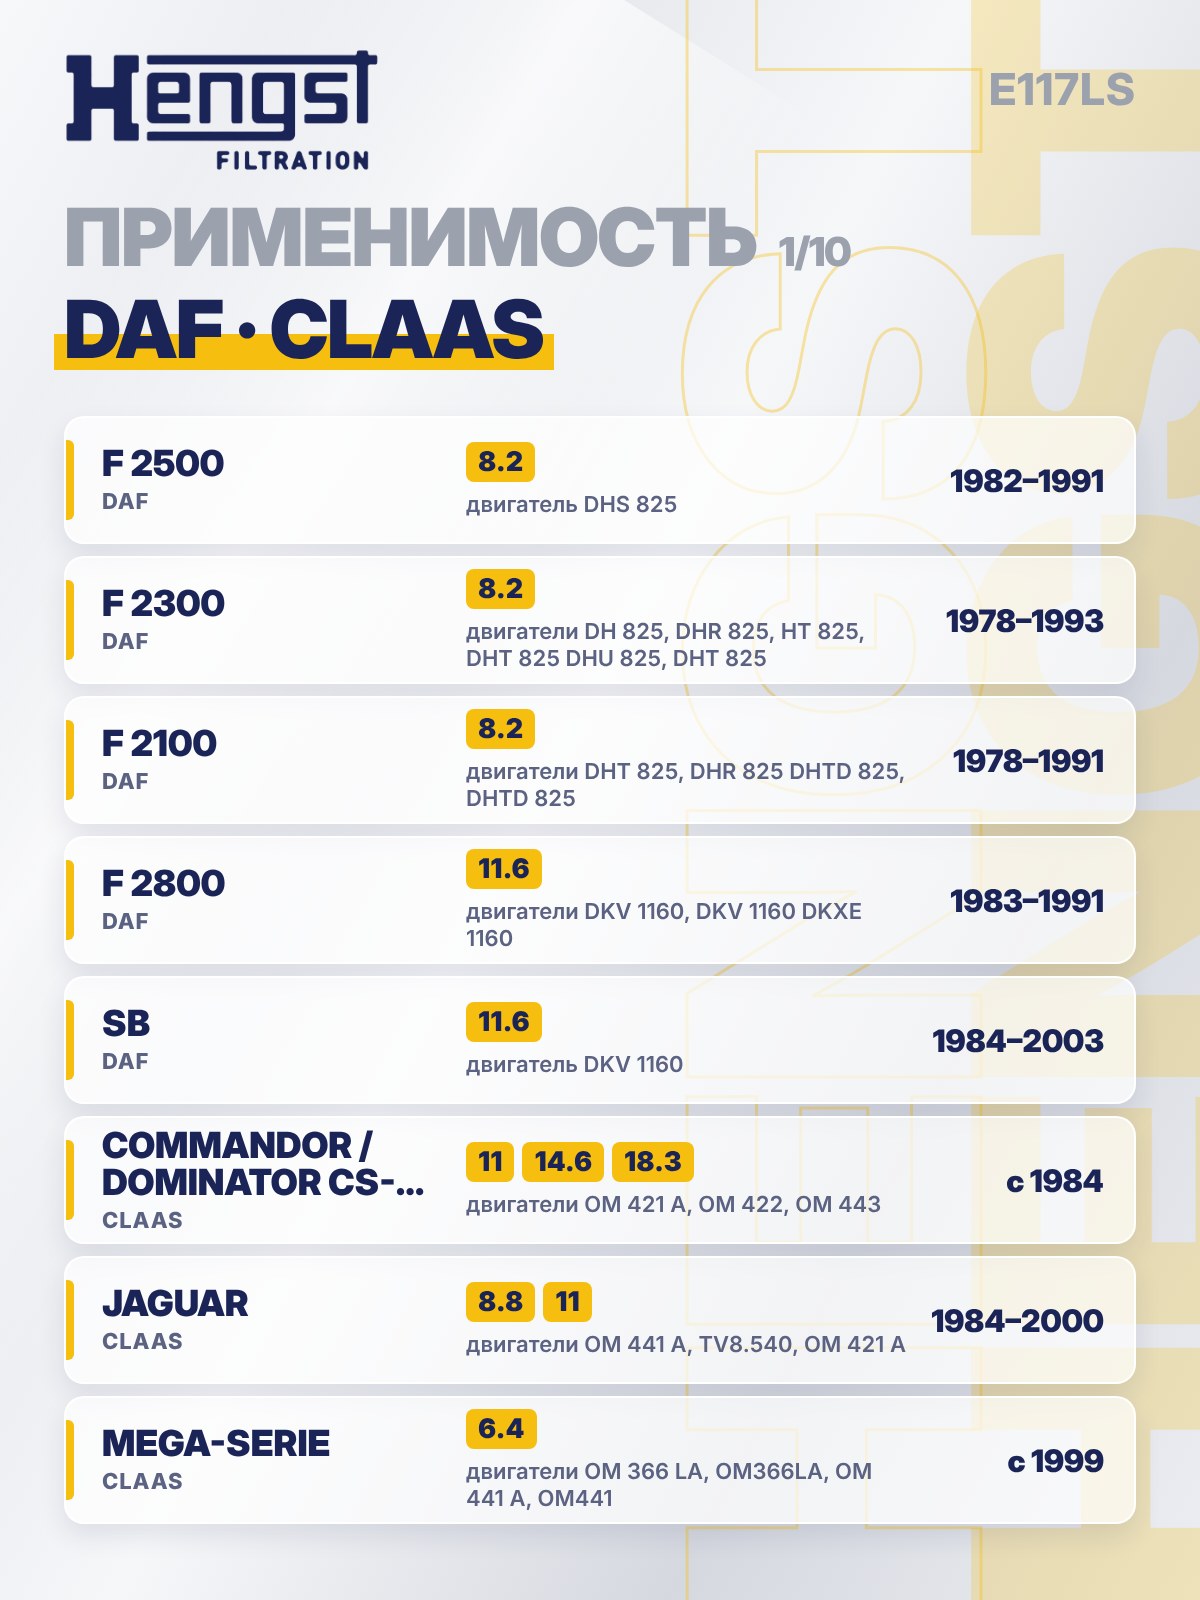 Hengst
FILTRATION
E117LS
ПРИМЕНИМОСТЬ 1/10
DAF · CLAAS
F 2500
DAF
8.2
двигатель DHS 825
1982–1991
F 2300
DAF
8.2
двигатели DH 825, DHR 825, HT 825,
DHT 825 DHU 825, DHT 825
1978–1993
F 2100
DAF
8.2
двигатели DHT 825, DHR 825 DHTD 825,
DHTD 825
1978–1991
F 2800
DAF
11.6
двигатели DKV 1160, DKV 1160 DKXE
1160
1983–1991
SB
DAF
11.6
двигатель DKV 1160
1984–2003
COMMANDOR /
DOMINATOR CS-...
CLAAS
11 14.6 18.3
двигатели OM 421 A, OM 422, OM 443
с 1984
JAGUAR
CLAAS
8.8 11
двигатели OM 441 A, TV8.540, OM 421 A
1984–2000
MEGA-SERIE
CLAAS
6.4
двигатели OM 366 LA, OM366LA, OM
441 A, OM441
с 1999
HENGST
HENGST